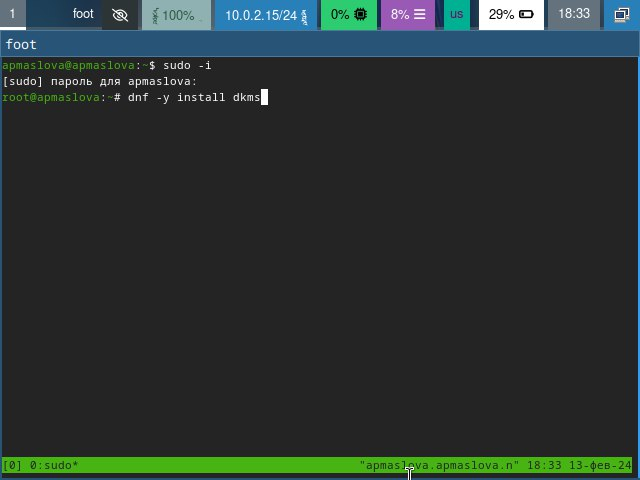 1 foot 100% 10.0.2.15/24 0% 8% us 29% 18:33
foot
apmaslova@apmaslova:~$ sudo -i
[sudo] пароль для apmaslova:
root@apmaslova:~# dnf -y install dkms
[0] 0:sudo* "apmaslova.apmaslova.n" 18:33 13-фев-24